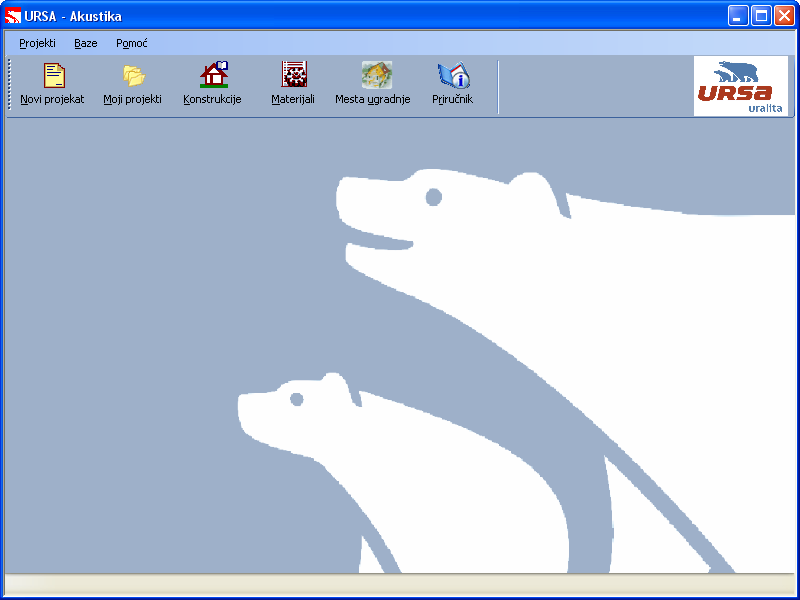 URSA - Akustika
Projekti Baze Pomoć
Novi projekat Moji projekti Konstrukcije Materijali Mesta ugradnje Priručnik
URSA
uralita